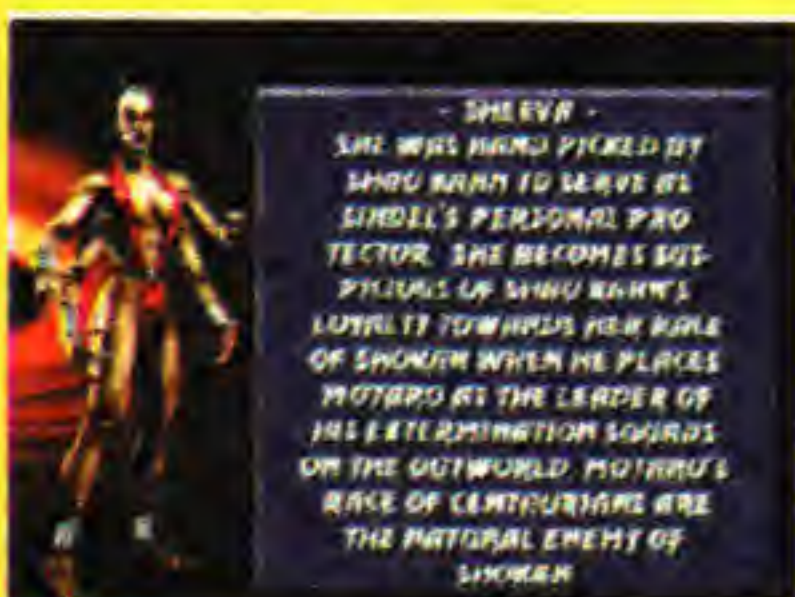 - SHEEVA -
SHE WAS HAND PICKED BY
SHAO KAHN TO SERVE AS
SINDEL'S PERSONAL PRO
TECTOR. SHE BECOMES SUS-
PICIOUS OF SHAO KAHN'S
LOYALTY TOWARDS HER RACE
OF SHOKAN WHEN HE PLACES
MOTARO AS THE LEADER OF
HIS EXTERMINATION SQUADS
ON THE OUTWORLD. MOTARO'S
RACE OF CENTAURIANS ARE
THE NATURAL ENEMY OF
SHOKAN